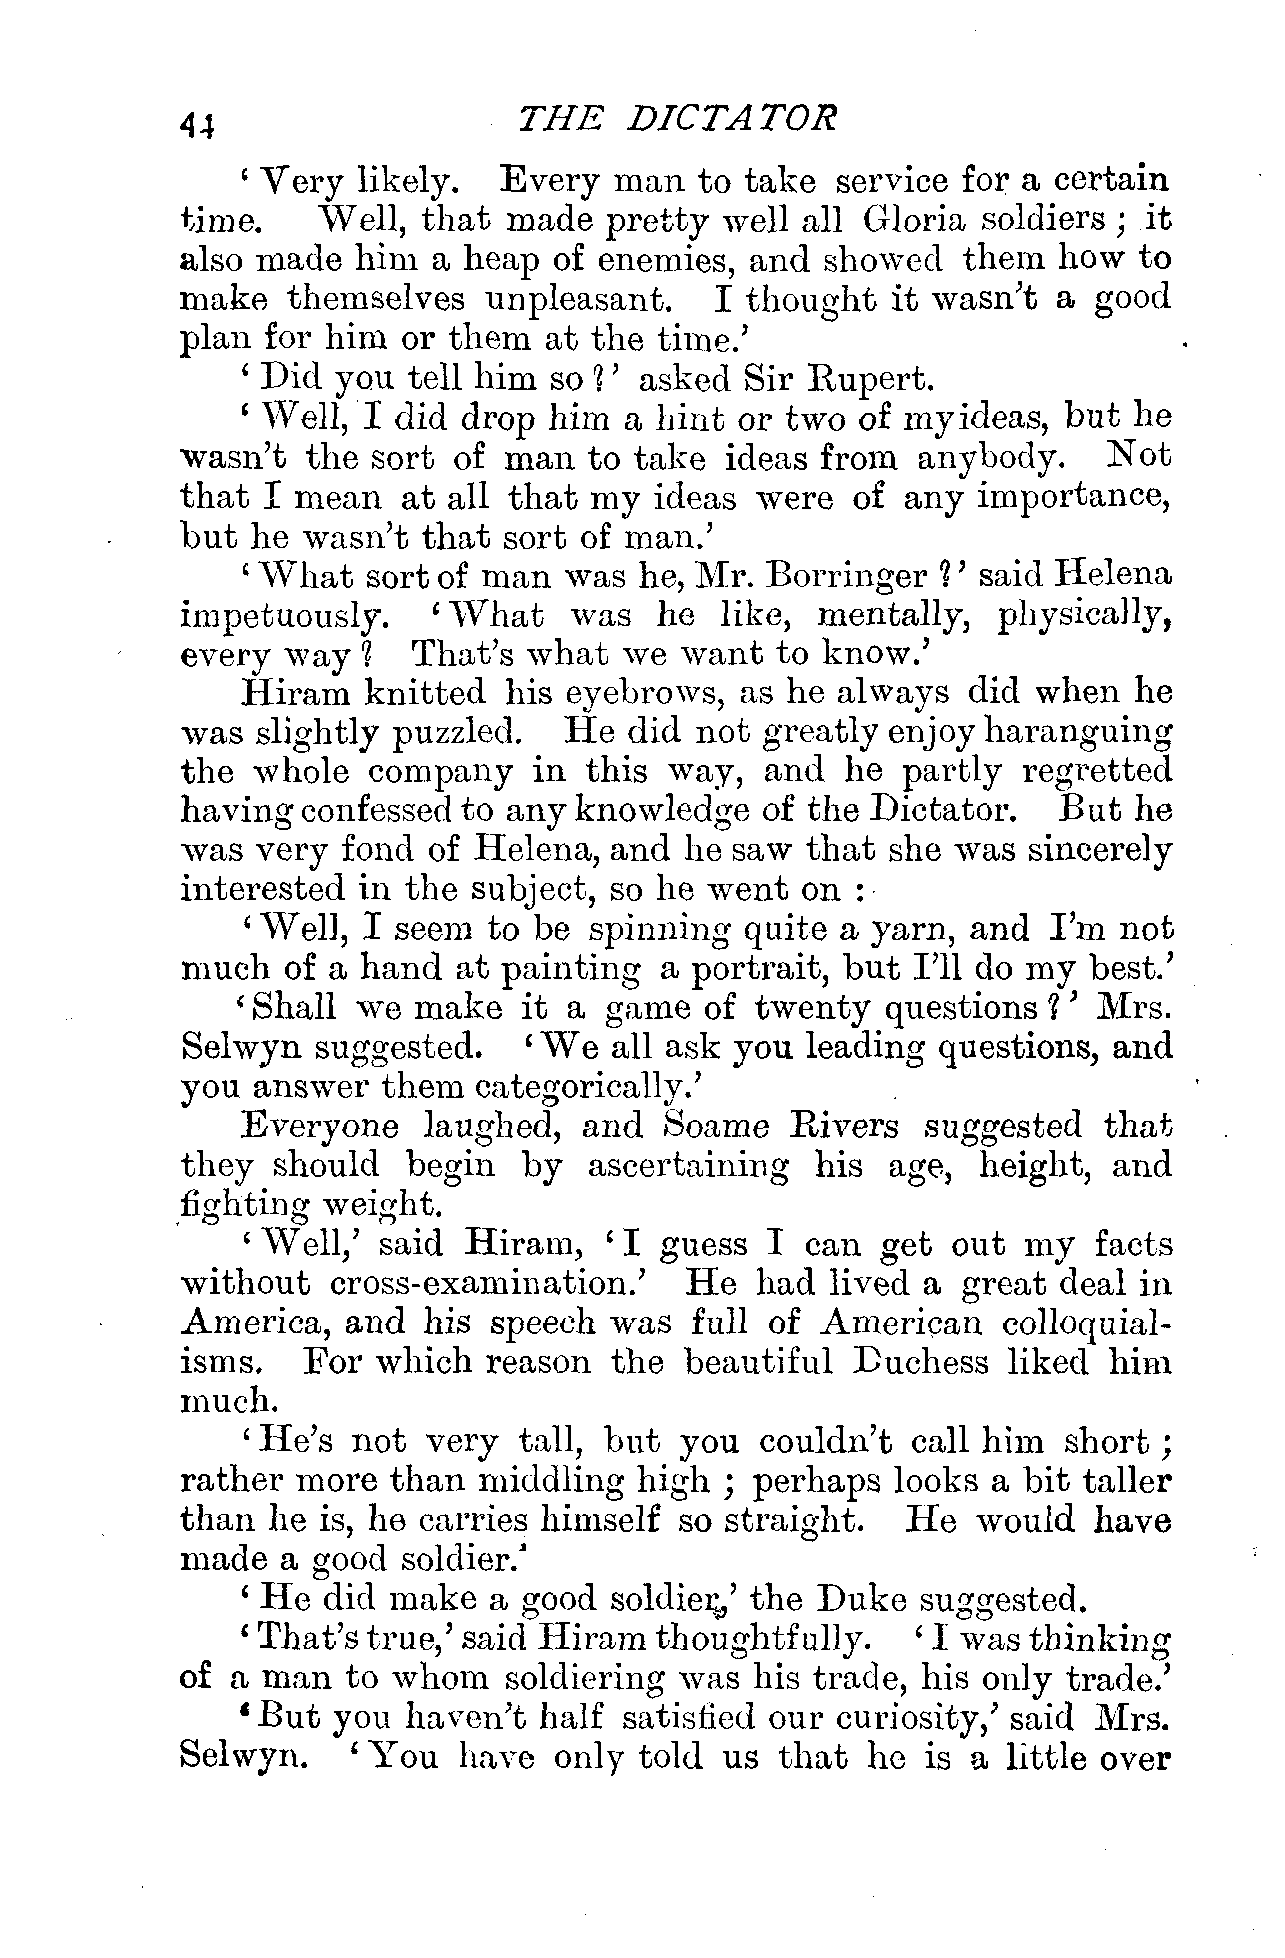 44 THE DICTATOR
‘ Very likely. Every man to take service for a certain
time. Well, that made pretty well all Gloria soldiers ; it
also made him a heap of enemies, and showed them how to
make themselves unpleasant. I thought it wasn’t a good
plan for him or them at the time.’
‘ Did you tell him so ?’ asked Sir Rupert.
‘ Well, I did drop him a hint or two of my ideas, but he
wasn’t the sort of man to take ideas from anybody. Not
that I mean at all that my ideas were of any importance,
but he wasn’t that sort of man.’
‘ What sort of man was he, Mr. Borringer ?’ said Helena
impetuously. ‘ What was he like, mentally, physically,
every way ? That’s what we want to know.’
Hiram knitted his eyebrows, as he always did when he
was slightly puzzled. He did not greatly enjoy haranguing
the whole company in this way, and he partly regretted
having confessed to any knowledge of the Dictator. But he
was very fond of Helena, and he saw that she was sincerely
interested in the subject, so he went on :
‘ Well, I seem to be spinning quite a yarn, and I’m not
much of a hand at painting a portrait, but I’ll do my best.’
‘ Shall we make it a game of twenty questions ?’ Mrs.
Selwyn suggested. ‘ We all ask you leading questions, and
you answer them categorically.’
Everyone laughed, and Soame Rivers suggested that
they should begin by ascertaining his age, height, and
fighting weight.
‘ Well,’ said Hiram, ‘ I guess I can get out my facts
without cross-examination.’ He had lived a great deal in
America, and his speech was full of American colloquial-
isms. For which reason the beautiful Duchess liked him
much.
‘ He’s not very tall, but you couldn’t call him short ;
rather more than middling high ; perhaps looks a bit taller
than he is, he carries himself so straight. He would have
made a good soldier.’
‘ He did make a good soldier,’ the Duke suggested.
‘ That’s true,’ said Hiram thoughtfully. ‘ I was thinking
of a man to whom soldiering was his trade, his only trade.’
‘ But you haven’t half satisfied our curiosity,’ said Mrs.
Selwyn. ‘ You have only told us that he is a little over